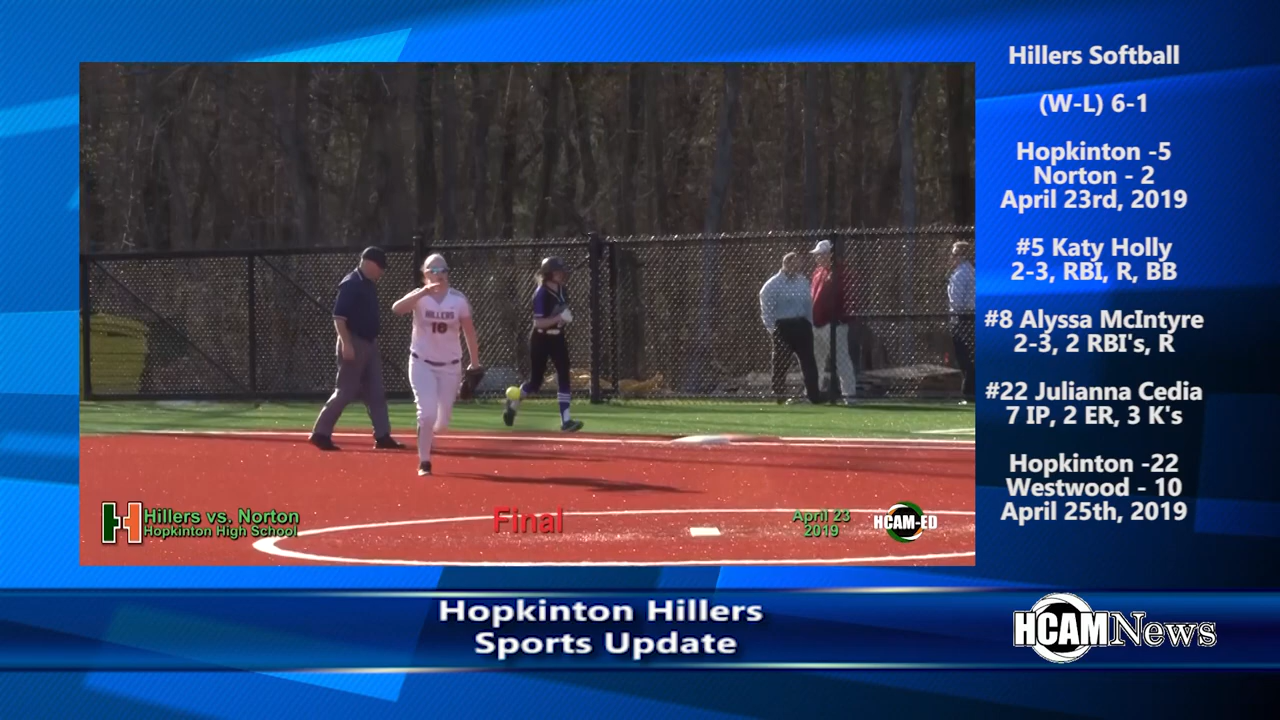 Hillers Softball
(W-L) 6-1
Hopkinton -5
Norton - 2
April 23rd, 2019
#5 Katy Holly
2-3, RBI, R, BB
#8 Alyssa McIntyre
2-3, 2 RBI's, R
#22 Julianna Cedia
7 IP, 2 ER, 3 K's
Hopkinton -22
Westwood - 10
April 25th, 2019
HILLERS
10
H
Hillers vs. Norton
Hopkinton High School
Final
April 23
2019
HCAM-ED
Hopkinton Hillers
Sports Update
HCAMNews